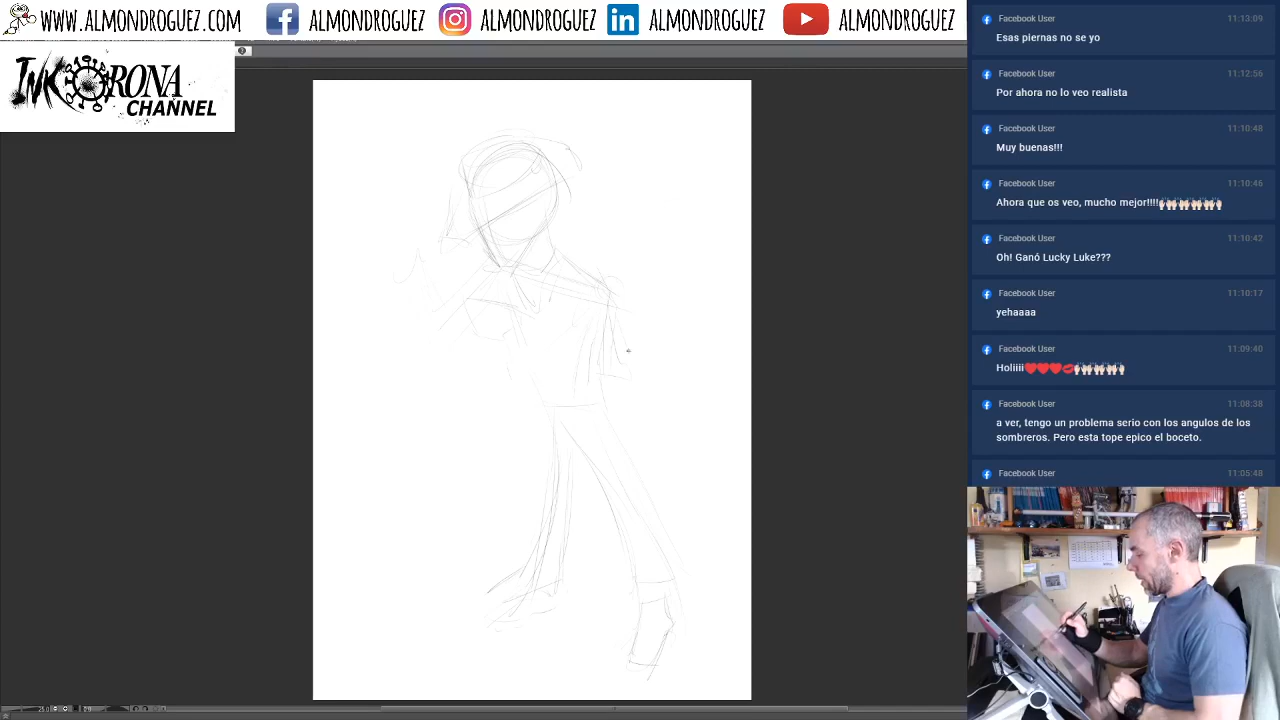 WWW.ALMONDROGUEZ.COM
ALMONDROGUEZ
ALMONDROGUEZ
ALMONDROGUEZ
ALMONDROGUEZ
INKORONA
CHANNEL
Facebook User 11:13:09
Esas piernas no se yo
Facebook User 11:12:56
Por ahora no lo veo realista
Facebook User 11:10:48
Muy buenas!!!
Facebook User 11:10:46
Ahora que os veo, mucho mejor!!!!🙌🏻🙌🏻🙌🏻🙌🏻
Facebook User 11:10:42
Oh! Ganó Lucky Luke???
Facebook User 11:10:17
yehaaaa
Facebook User 11:09:40
Holiiii❤️❤️❤️💋🙌🏻🙌🏻🙌🏻
Facebook User 11:08:38
a ver, tengo un problema serio con los angulos de los
sombreros. Pero esta tope epico el boceto.
Facebook User 11:05:48